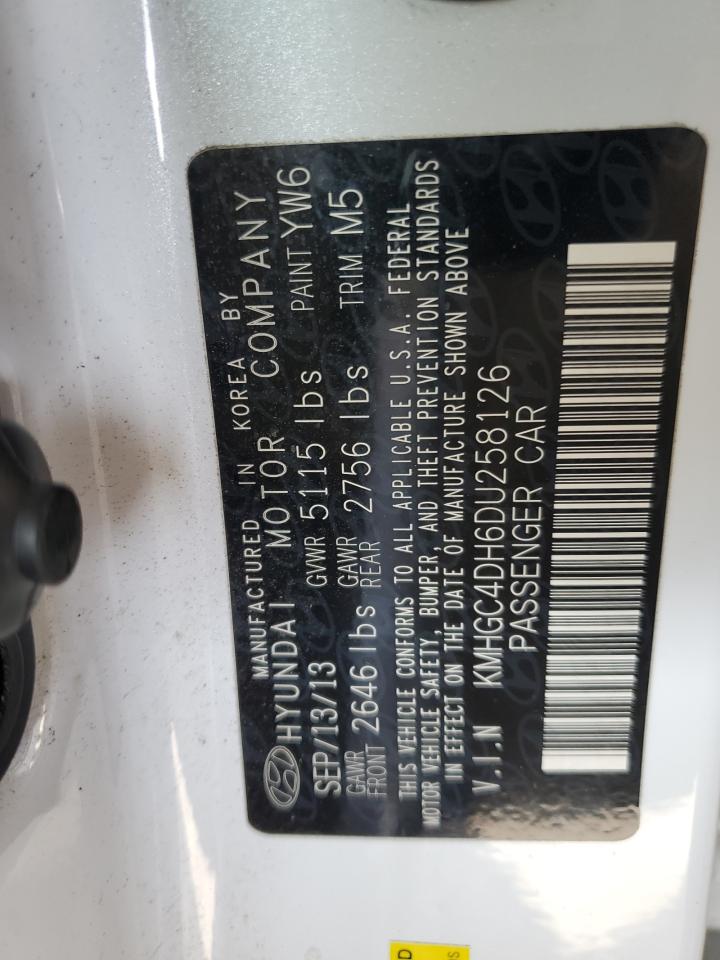 MANUFACTURED IN KOREA BY
HYUNDAI MOTOR COMPANY
SEP/13/13 GVWR 5115 lbs PAINT YW6
GAWR FRONT 2646 lbs GAWR REAR 2756 lbs TRIM M5
THIS VEHICLE CONFORMS TO ALL APPLICABLE U.S.A. FEDERAL
MOTOR VEHICLE SAFETY, BUMPER, AND THEFT PREVENTION STANDARDS
IN EFFECT ON THE DATE OF MANUFACTURE SHOWN ABOVE
V.I.N KMHGC4DH6DU258126
PASSENGER CAR